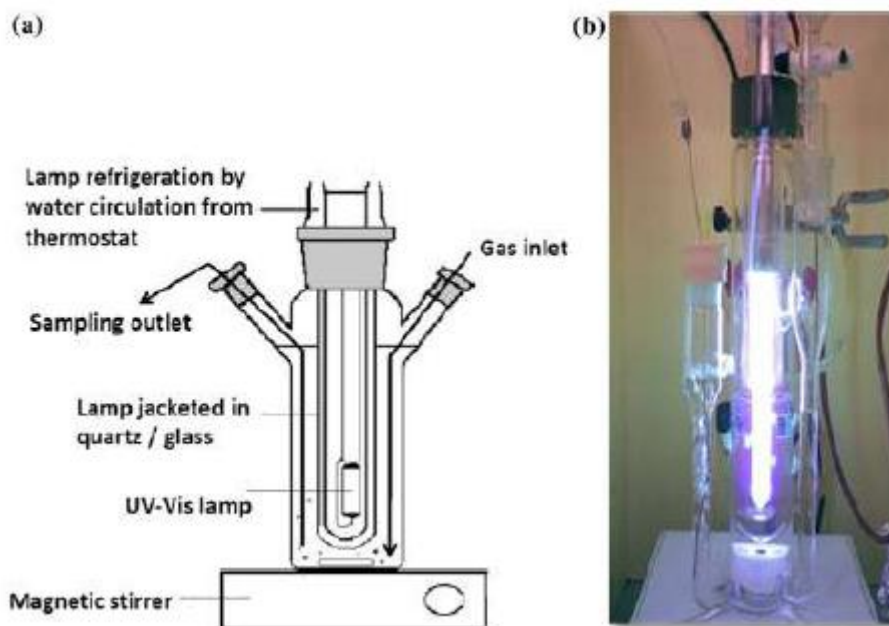 (a)
(b)
Lamp refrigeration by
water circulation from
thermostat
Gas inlet
Sampling outlet
Lamp jacketed in
quartz / glass
UV-Vis lamp
Magnetic stirrer